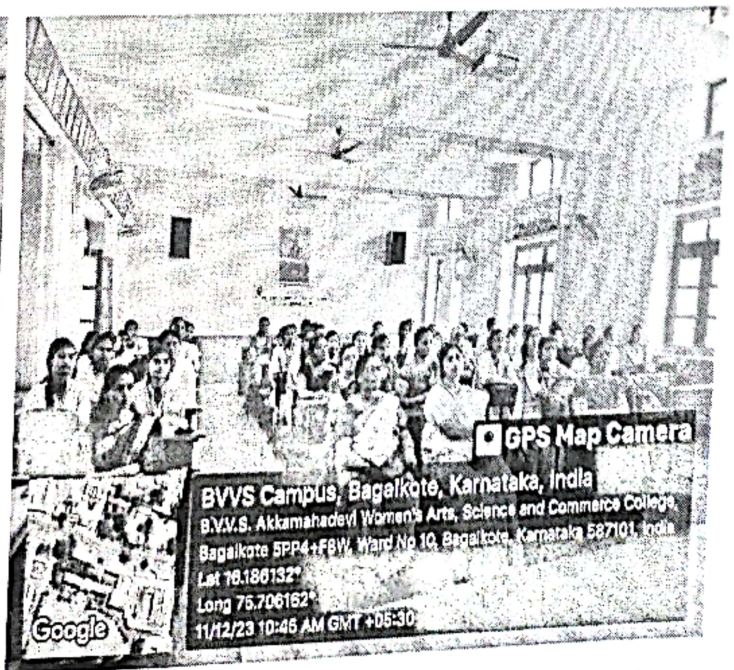 GPS Map Camera
BVVS Campus, Bagalkote, Karnataka, India
B.V.V.S. Akkamahadevi Women's Arts, Science and Commerce College,
Bagalkote 5PP4+F8W, Ward No 10, Bagalkote, Karnataka 587101, India
Lat 16.186132°
Long 75.706162°
11/12/23 10:45 AM GMT +05:30
Google